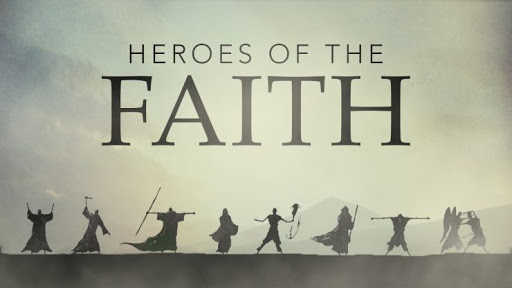 HEROES OF THE
FAITH